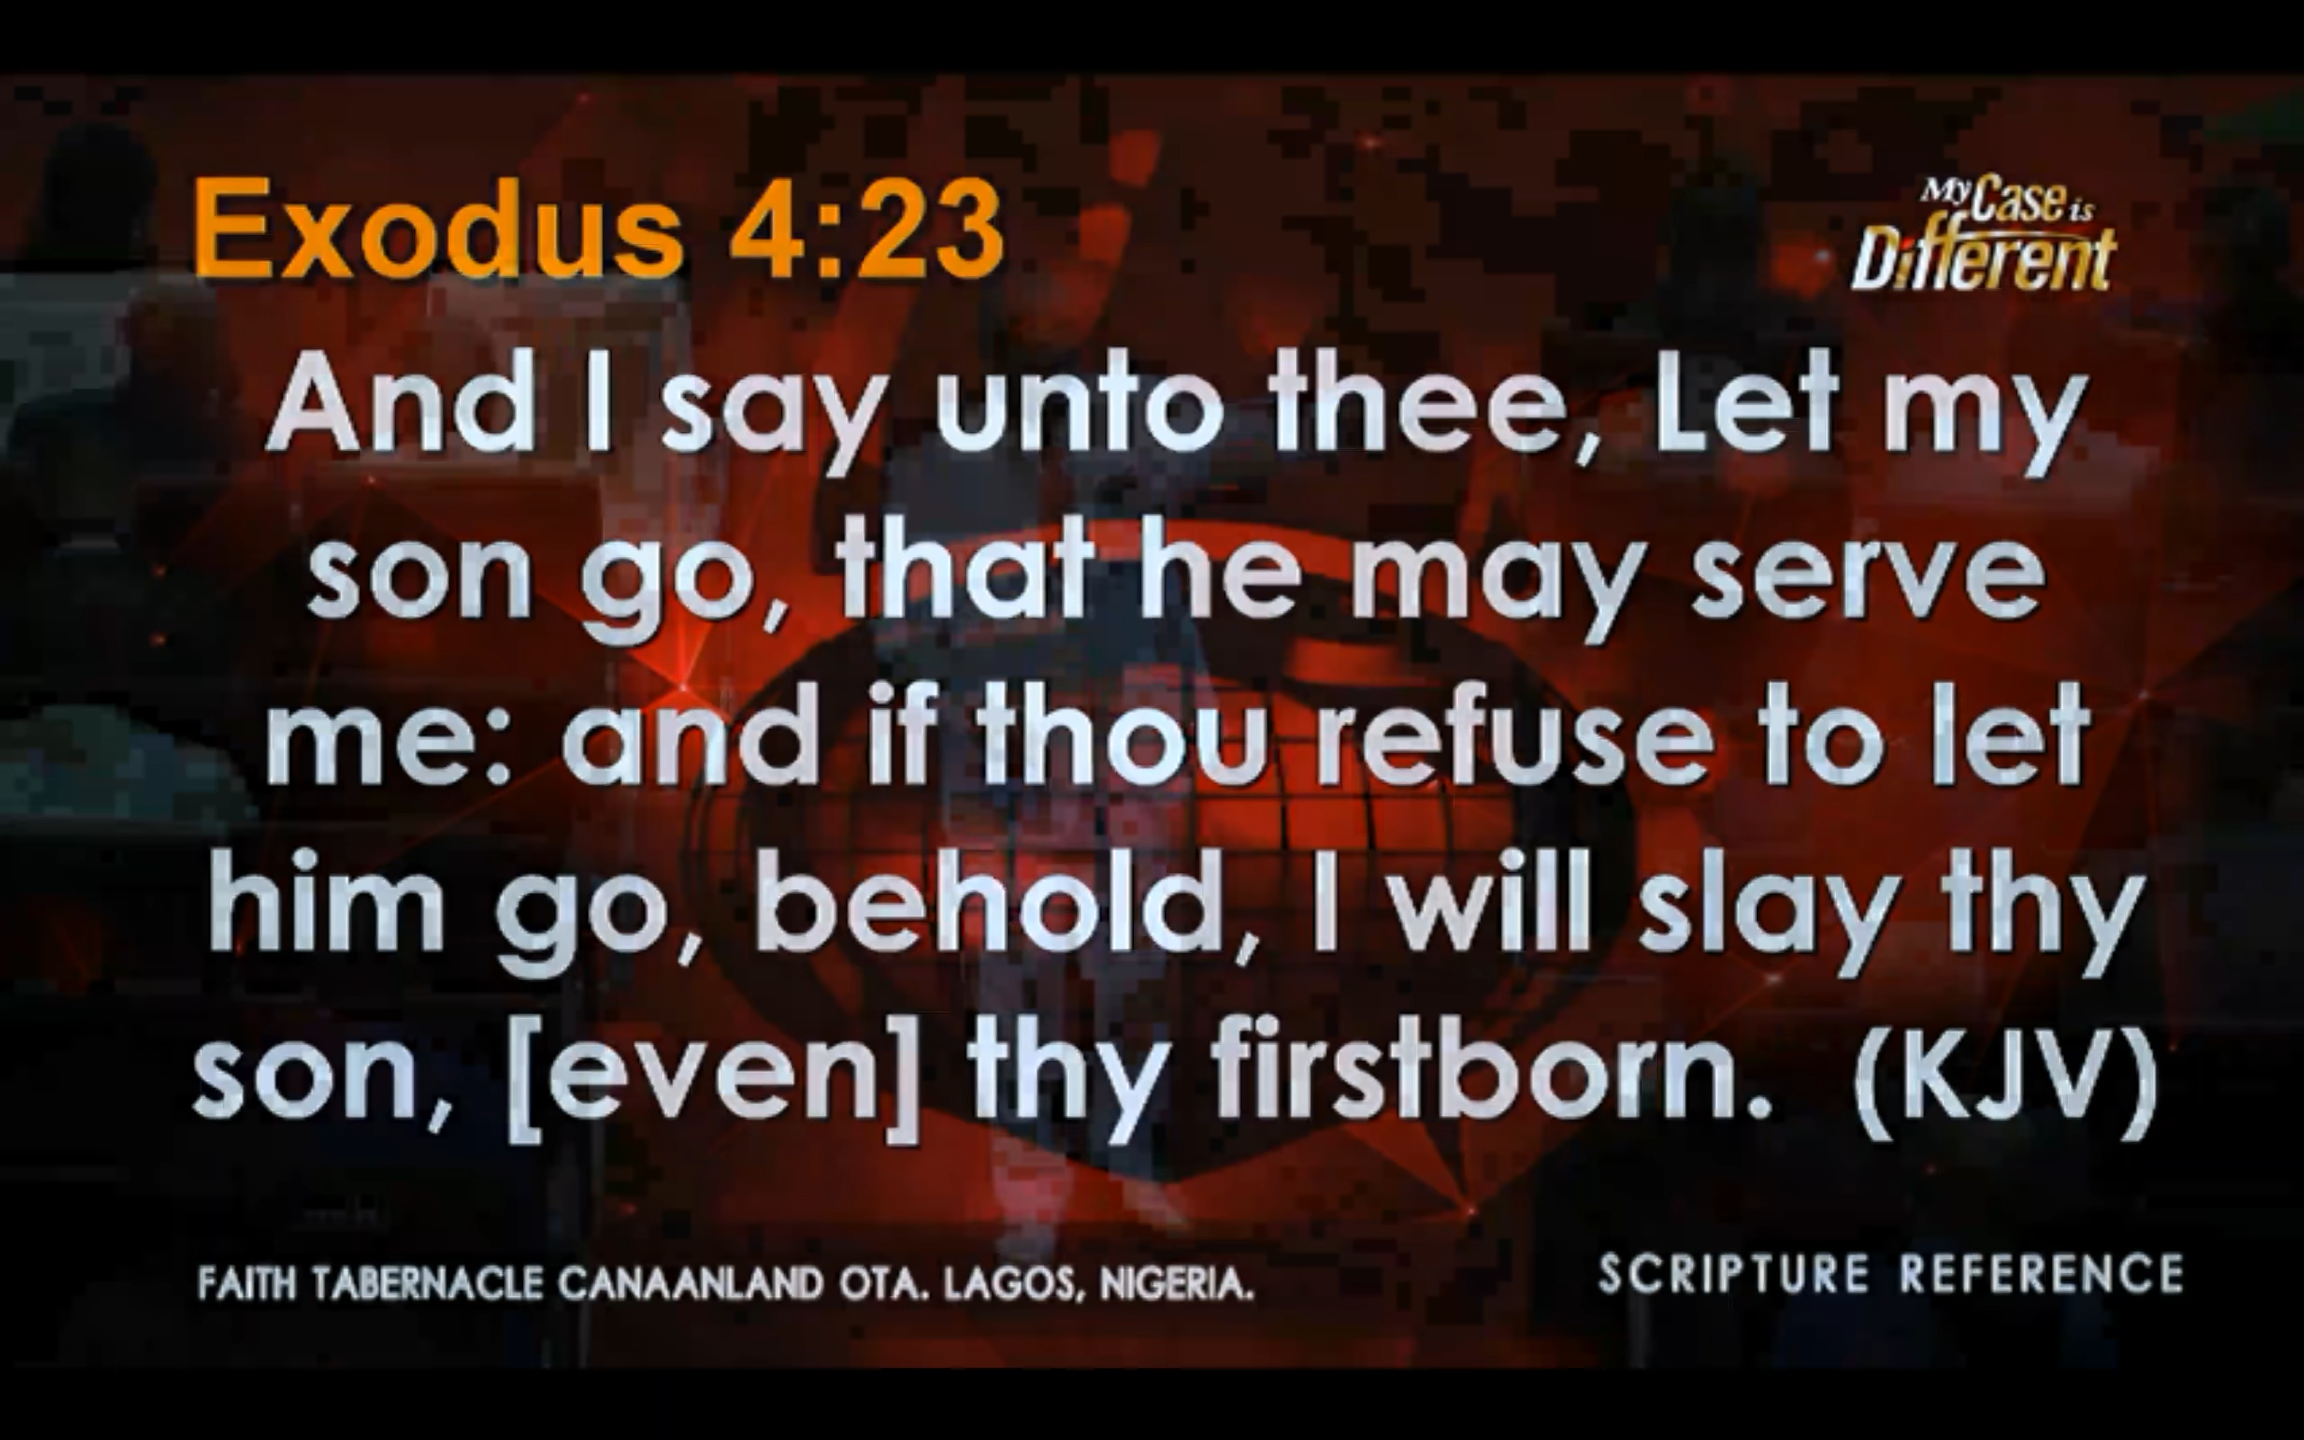 Exodus 4:23
My Case is
Different
And I say unto thee, Let my
son go, that he may serve
me: and if thou refuse to let
him go, behold, I will slay thy
son, [even] thy firstborn. (KJV)
FAITH TABERNACLE CANAANLAND OTA. LAGOS, NIGERIA.
SCRIPTURE REFERENCE